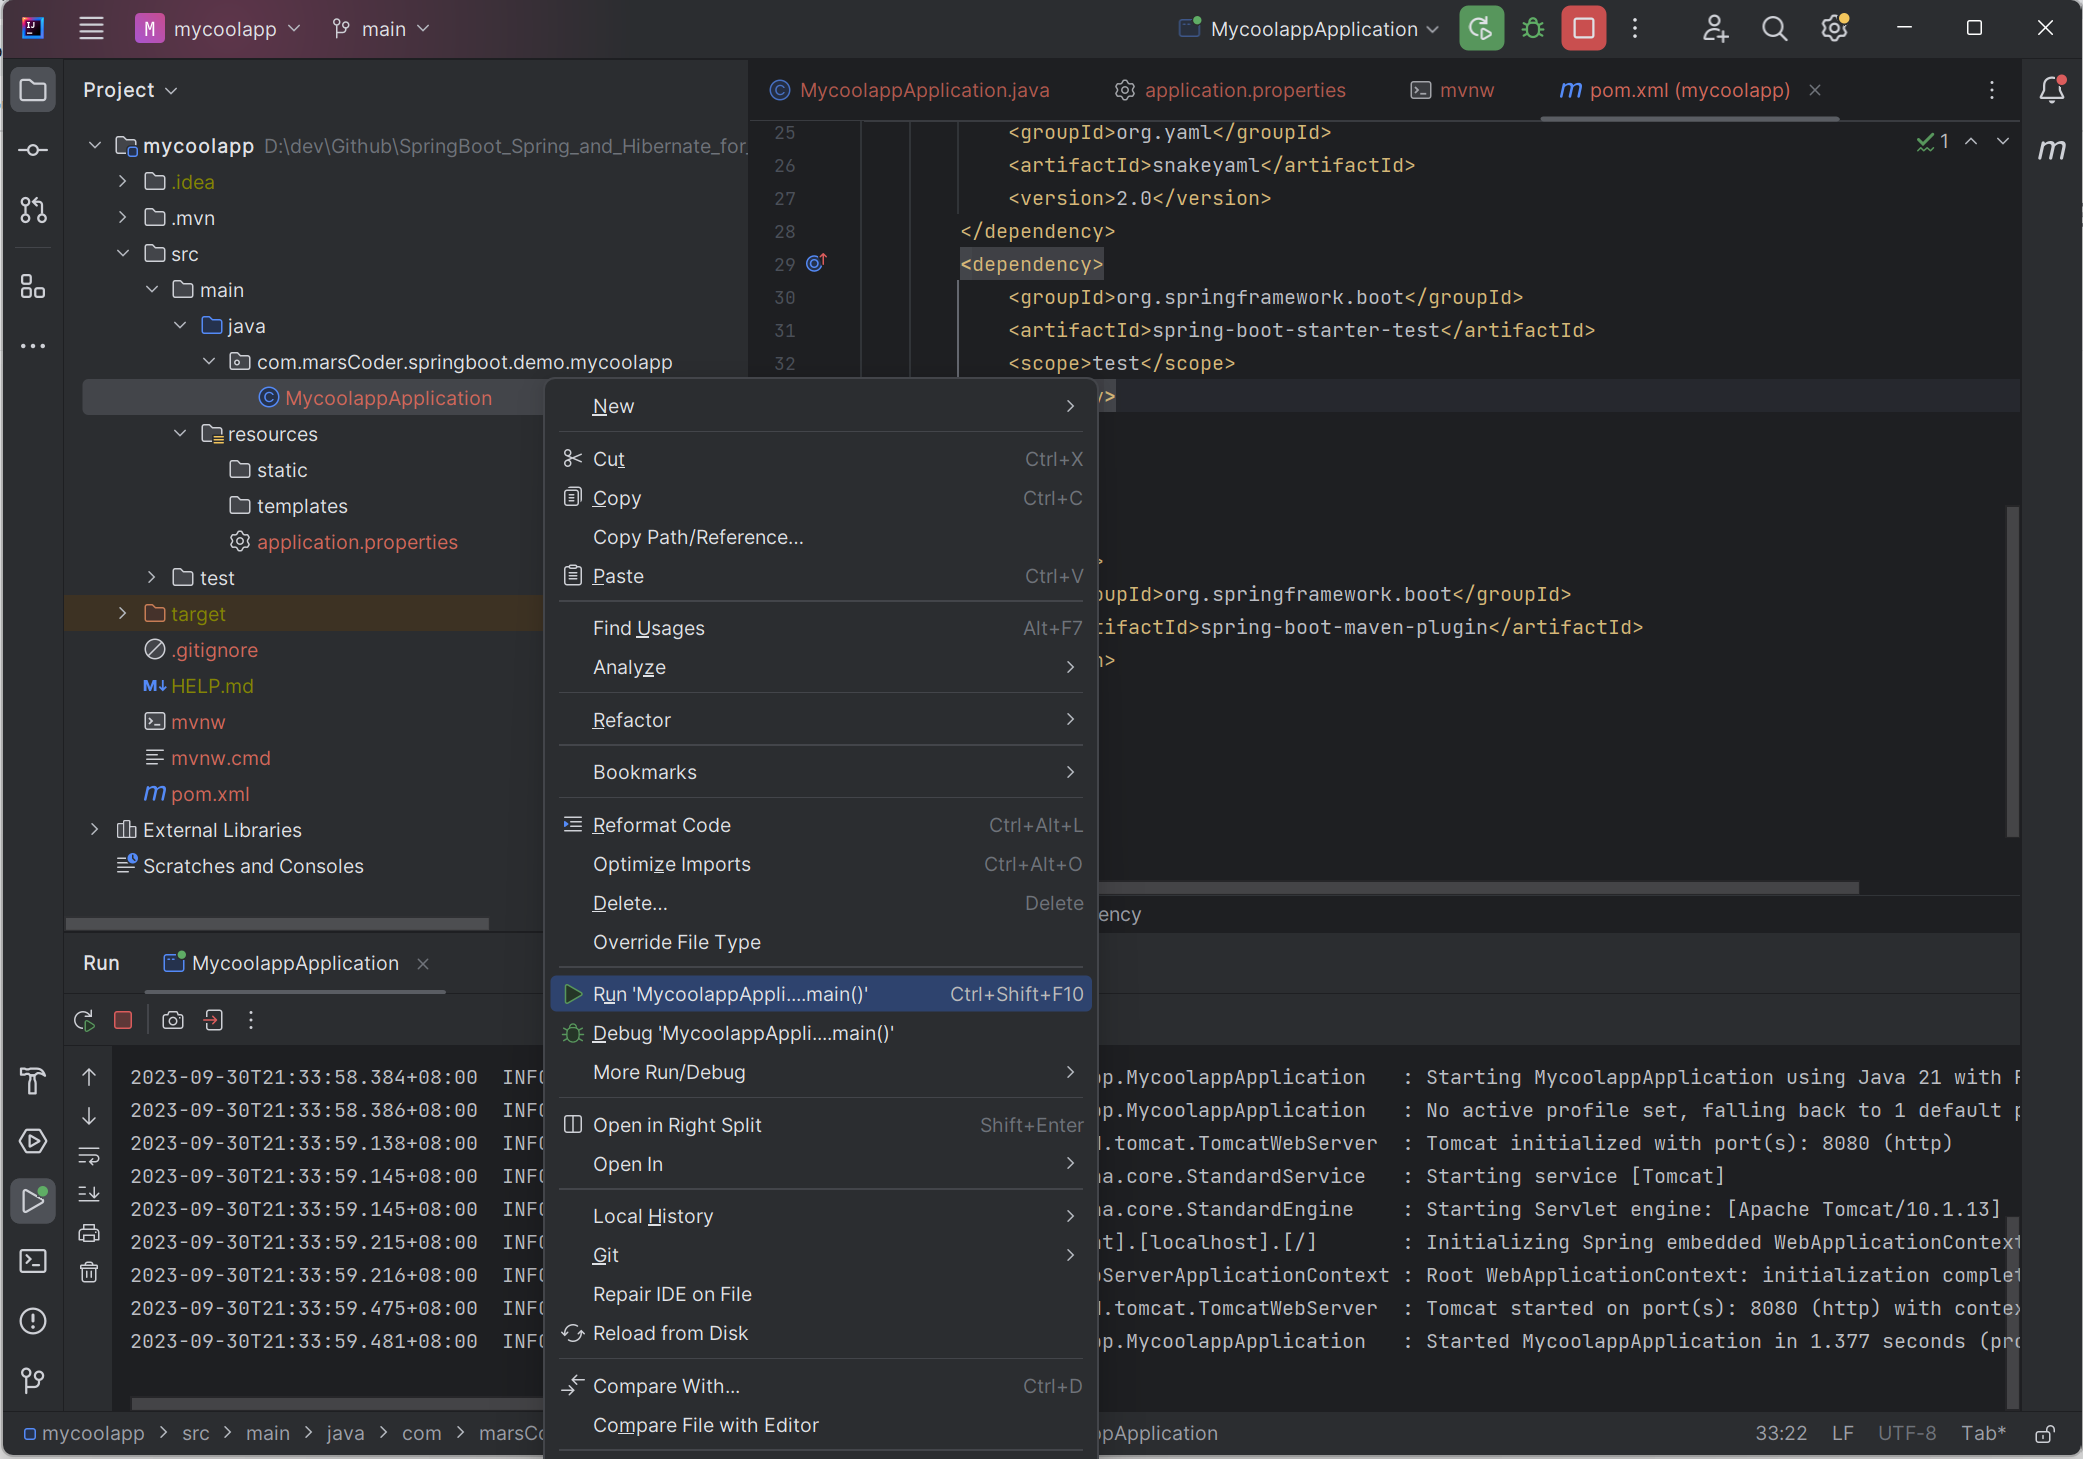 M mycoolapp main MycoolappApplication
Project
mycoolapp D:\dev\Github\SpringBoot_Spring_and_Hibernate_for_
.idea
.mvn
src
main
java
com.marsCoder.springboot.demo.mycoolapp
MycoolappApplication
resources
static
templates
application.properties
test
target
.gitignore
M↓ HELP.md
mvnw
mvnw.cmd
m pom.xml
External Libraries
Scratches and Consoles
MycoolappApplication.java application.properties mvnw m pom.xml (mycoolapp)
1
m
25 <groupId>org.yaml</groupId>
26 <artifactId>snakeyaml</artifactId>
27 <version>2.0</version>
28 </dependency>
29 <dependency>
30 <groupId>org.springframework.boot</groupId>
31 <artifactId>spring-boot-starter-test</artifactId>
32 <scope>test</scope>
>
>
upId>org.springframework.boot</groupId>
tifactId>spring-boot-maven-plugin</artifactId>
>
ency
New
Cut Ctrl+X
Copy Ctrl+C
Copy Path/Reference...
Paste Ctrl+V
Find Usages Alt+F7
Analyze
Refactor
Bookmarks
Reformat Code Ctrl+Alt+L
Optimize Imports Ctrl+Alt+O
Delete... Delete
Override File Type
Run 'MycoolappAppli....main()' Ctrl+Shift+F10
Debug 'MycoolappAppli....main()'
More Run/Debug
Open in Right Split Shift+Enter
Open In
Local History
Git
Repair IDE on File
Reload from Disk
Compare With... Ctrl+D
Compare File with Editor
Run MycoolappApplication
2023-09-30T21:33:58.384+08:00 INFO p.MycoolappApplication : Starting MycoolappApplication using Java 21 with P
2023-09-30T21:33:58.386+08:00 INFO p.MycoolappApplication : No active profile set, falling back to 1 default p
2023-09-30T21:33:59.138+08:00 INFO .tomcat.TomcatWebServer : Tomcat initialized with port(s): 8080 (http)
2023-09-30T21:33:59.145+08:00 INFO a.core.StandardService : Starting service [Tomcat]
2023-09-30T21:33:59.145+08:00 INFO a.core.StandardEngine : Starting Servlet engine: [Apache Tomcat/10.1.13]
2023-09-30T21:33:59.215+08:00 INFO t].[localhost].[/] : Initializing Spring embedded WebApplicationContext
2023-09-30T21:33:59.216+08:00 INFO ServerApplicationContext : Root WebApplicationContext: initialization complet
2023-09-30T21:33:59.475+08:00 INFO .tomcat.TomcatWebServer : Tomcat started on port(s): 8080 (http) with contex
2023-09-30T21:33:59.481+08:00 INFO p.MycoolappApplication : Started MycoolappApplication in 1.377 seconds (pro
mycoolapp > src > main > java > com > marsCo pApplication 33:22 LF UTF-8 Tab*